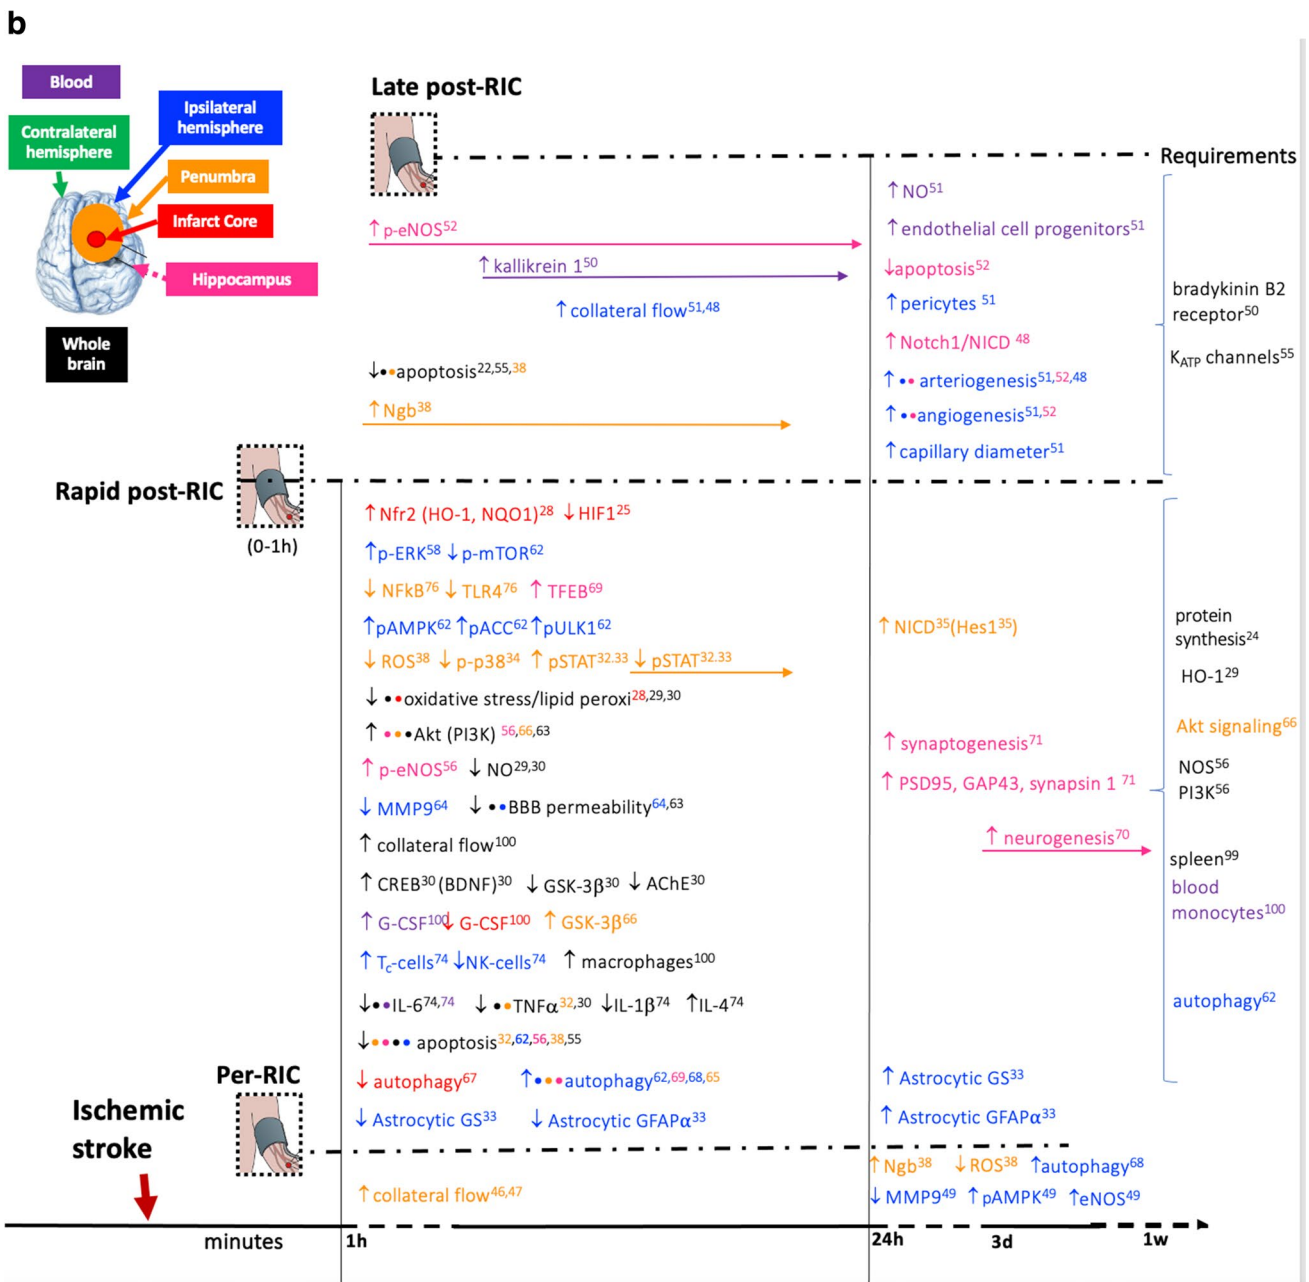 b
Blood
Ipsilateral
hemisphere
Contralateral
hemisphere
Penumbra
Infarct Core
Hippocampus
Whole
brain
Late post-RIC
Requirements
↑p-eNOS52
↑kallikrein 150
↑collateral flow51,48
↓••apoptosis22,55,38
↑Ngb38
↑NO51
↑endothelial cell progenitors51
↓apoptosis52
↑pericytes 51
↑Notch1/NICD 48
↑•• arteriogenesis51,52,48
↑••angiogenesis51,52
↑capillary diameter51
bradykinin B2
receptor50
KATP channels55
Rapid post-RIC
(0-1h)
↑Nfr2 (HO-1, NQO1)28 ↓HIF125
↑p-ERK58 ↓p-mTOR62
↓ NFkB76 ↓ TLR476 ↑ TFEB69
↑pAMPK62 ↑pACC62 ↑pULK162
↓ ROS38 ↓ p-p3834 ↑ pSTAT32.33 ↓ pSTAT32.33
↓ ••oxidative stress/lipid peroxi28,29,30
↑ •••Akt (PI3K) 56,66,63
↑ p-eNOS56 ↓ NO29,30
↓ MMP964 ↓ ••BBB permeability64,63
↑ collateral flow100
↑ CREB30 (BDNF)30 ↓ GSK-3β30 ↓ AChE30
↑ G-CSF100 ↓ G-CSF100 ↑ GSK-3β66
↑ Tc-cells74 ↓NK-cells74 ↑ macrophages100
↓••IL-674,74 ↓ ••TNFα32,30 ↓IL-1β74 ↑IL-474
↓•••• apoptosis32,62,56,38,55
↓ autophagy67 ↑•••autophagy62,69,68,65
↓ Astrocytic GS33 ↓ Astrocytic GFAPα33
↑ NICD35(Hes135)
↑ synaptogenesis71
↑ PSD95, GAP43, synapsin 1 71
↑ neurogenesis70
↑ Astrocytic GS33
↑ Astrocytic GFAPα33
protein
synthesis24
HO-129
Akt signaling66
NOS56
PI3K56
spleen99
blood
monocytes100
autophagy62
Per-RIC
Ischemic
stroke
↑collateral flow46,47
↑Ngb38 ↓ROS38 ↑autophagy68
↓MMP949 ↑pAMPK49 ↑eNOS49
minutes 1h 24h 3d 1w